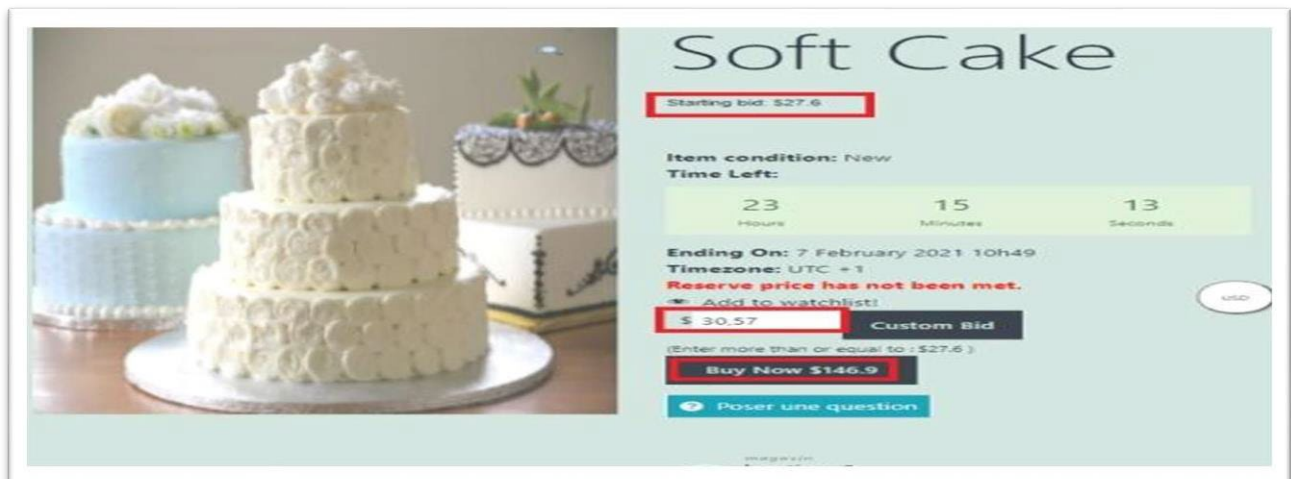 Soft Cake
Starting bid: $27.6
Item condition: New
Time Left:
23 15 13
Hours Minutes Seconds
Ending On: 7 February 2021 10h49
Timezone: UTC +1
Reserve price has not been met.
Add to watchlist!
USD
$ 30,57 Custom Bid
(Enter more than or equal to : $27.6 )
Buy Now $146.9
Poser une question
magasin